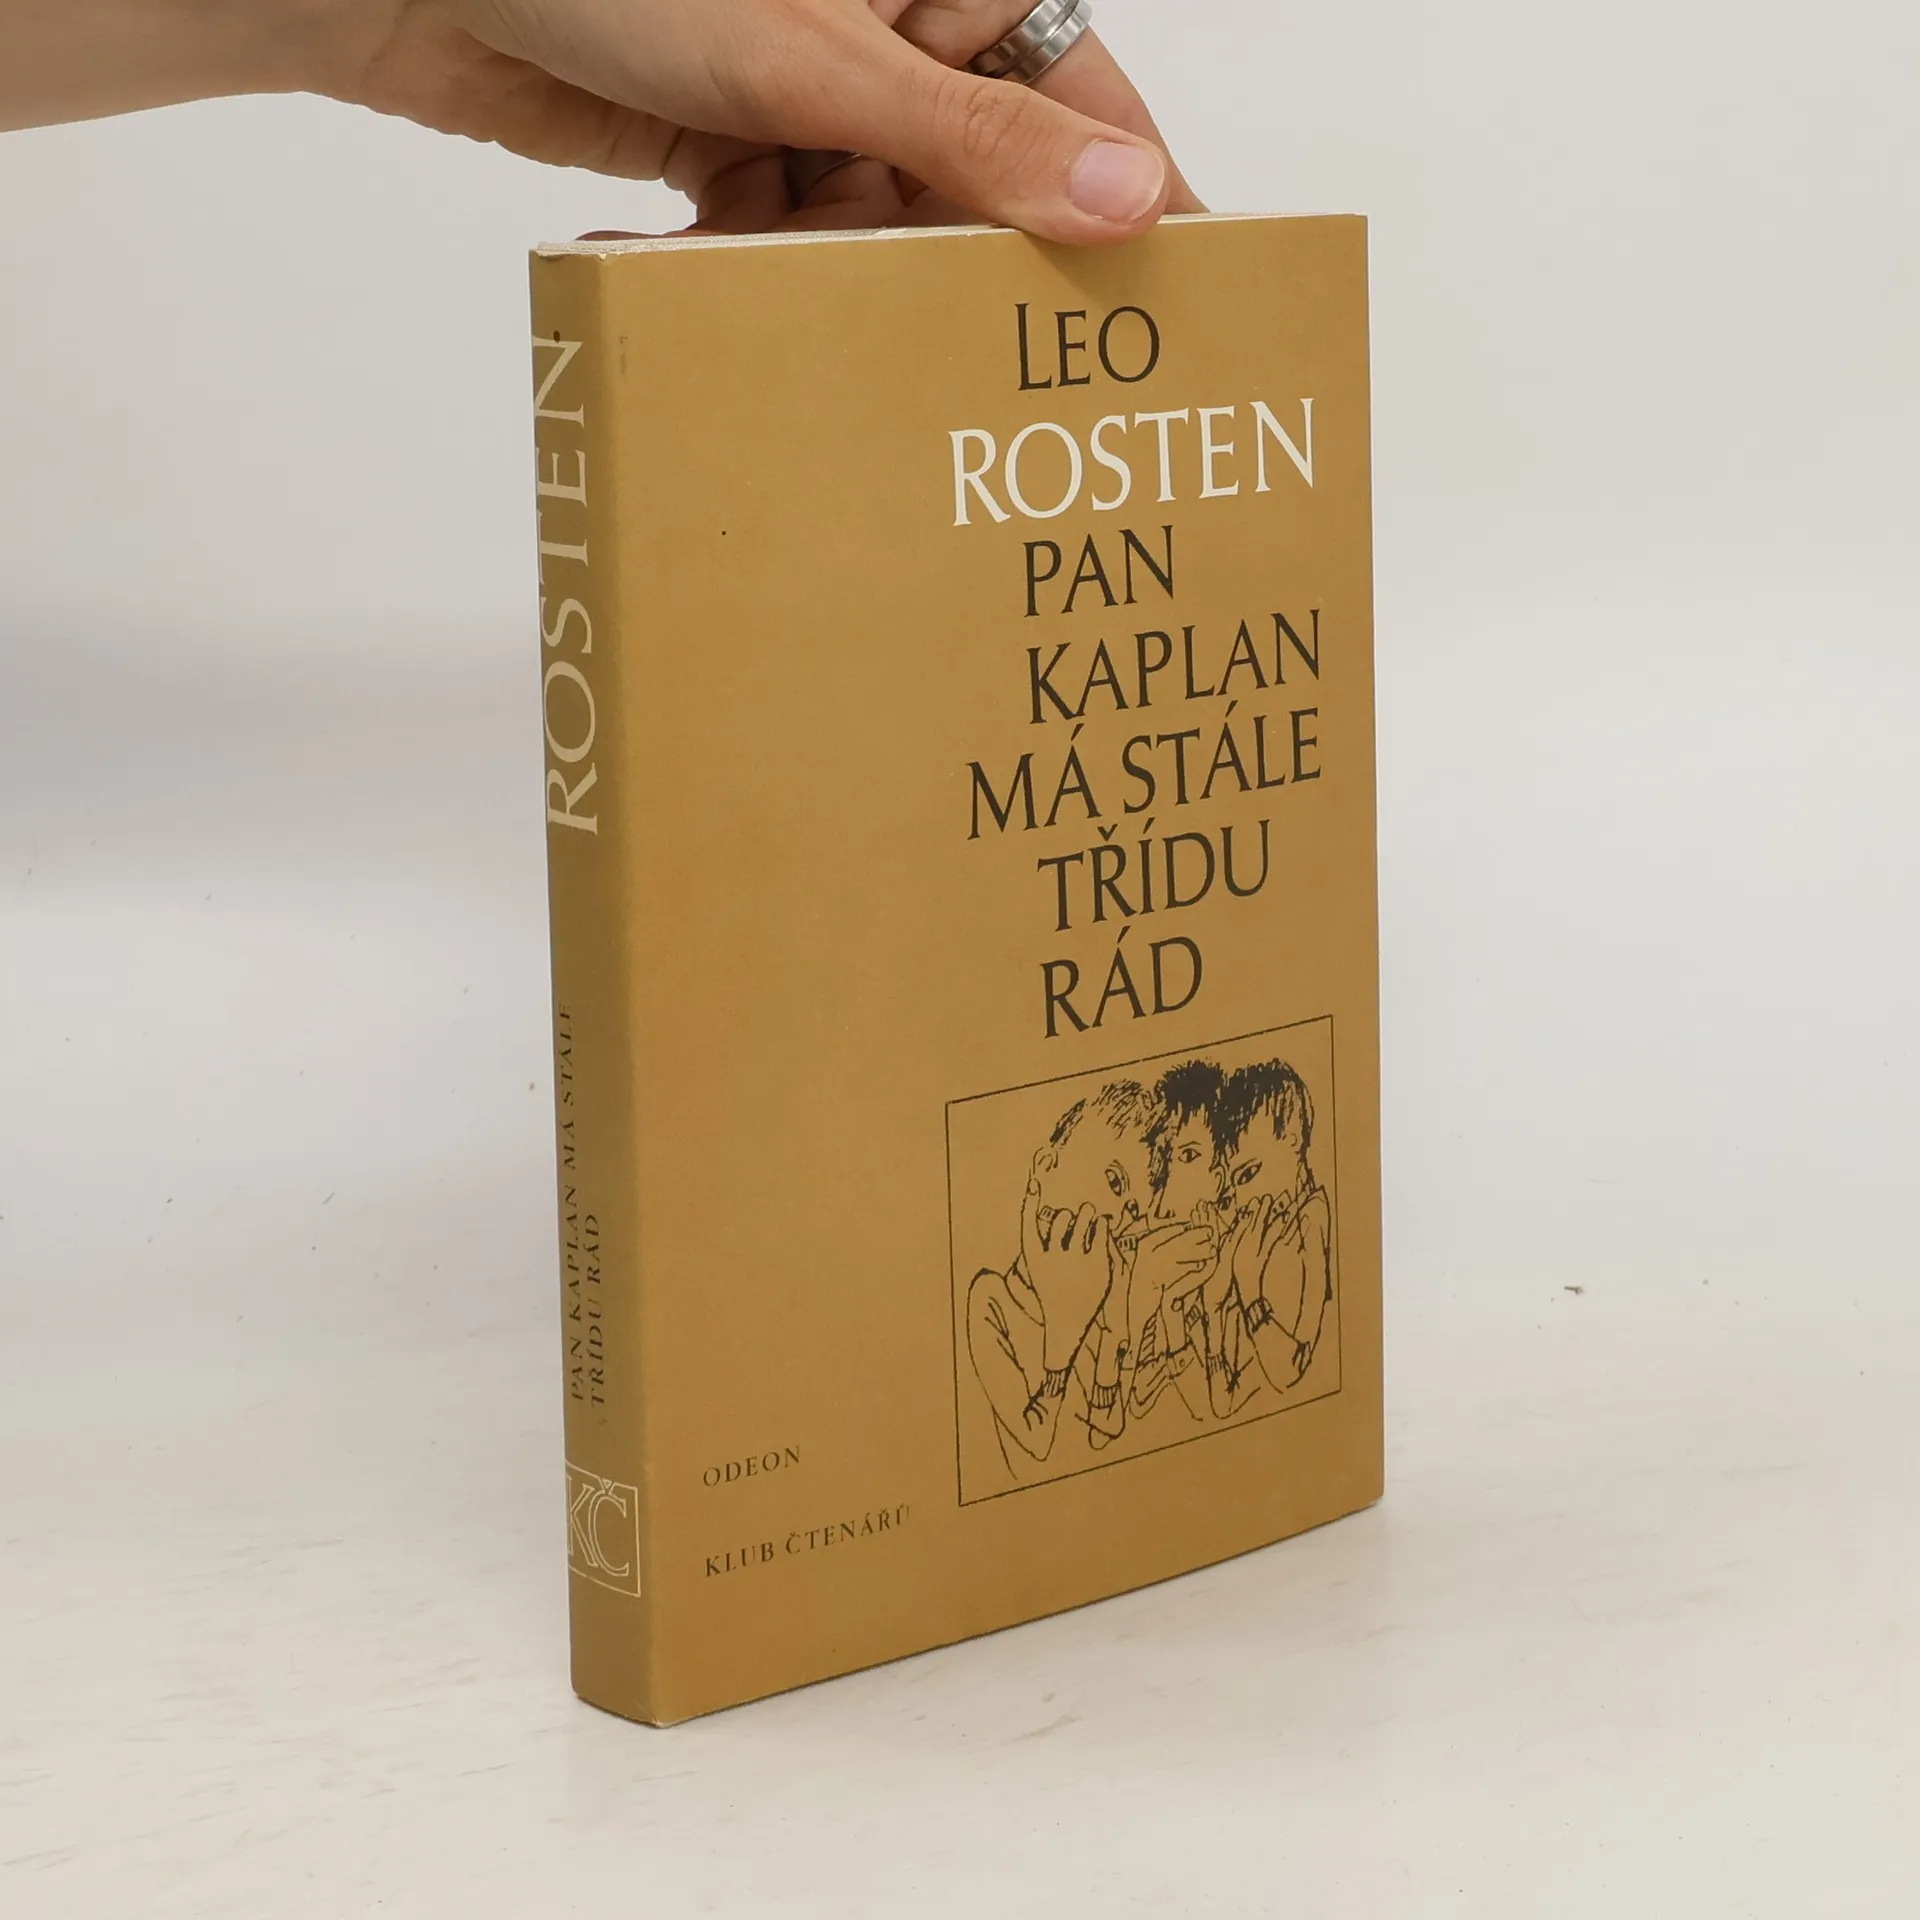 LEO
ROSTEN
PAN
KAPLAN
MÁ STÁLE
TŘÍDU
RÁD
ODEON
KLUB ČTENÁŘŮ
ROSTEN
PAN KAPLAN MÁ STÁLE
TŘÍDU RÁD
KČ